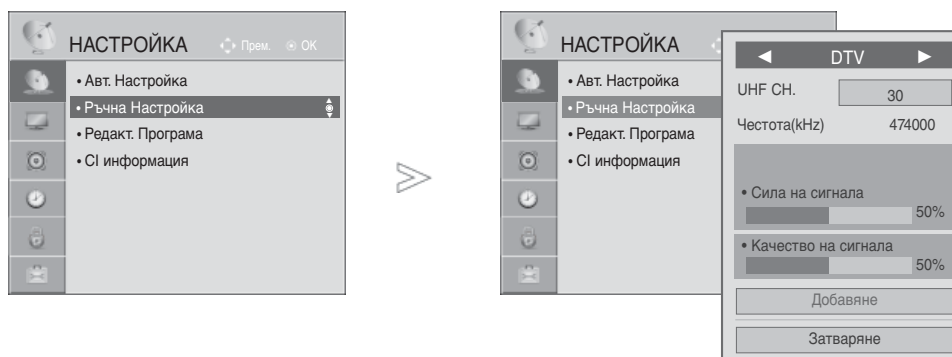 НАСТРОЙКА Прем. OK
• Авт. Настройка
• Ръчна Настройка
• Редакт. Програма
• CI информация
НАСТРОЙКА
• Авт. Настройка
• Ръчна Настройка
• Редакт. Програма
• CI информация
◄ DTV ►
UHF CH. 30
Честота(kHz) 474000
• Сила на сигнала
50%
• Качество на сигнала
50%
Добавяне
Затваряне